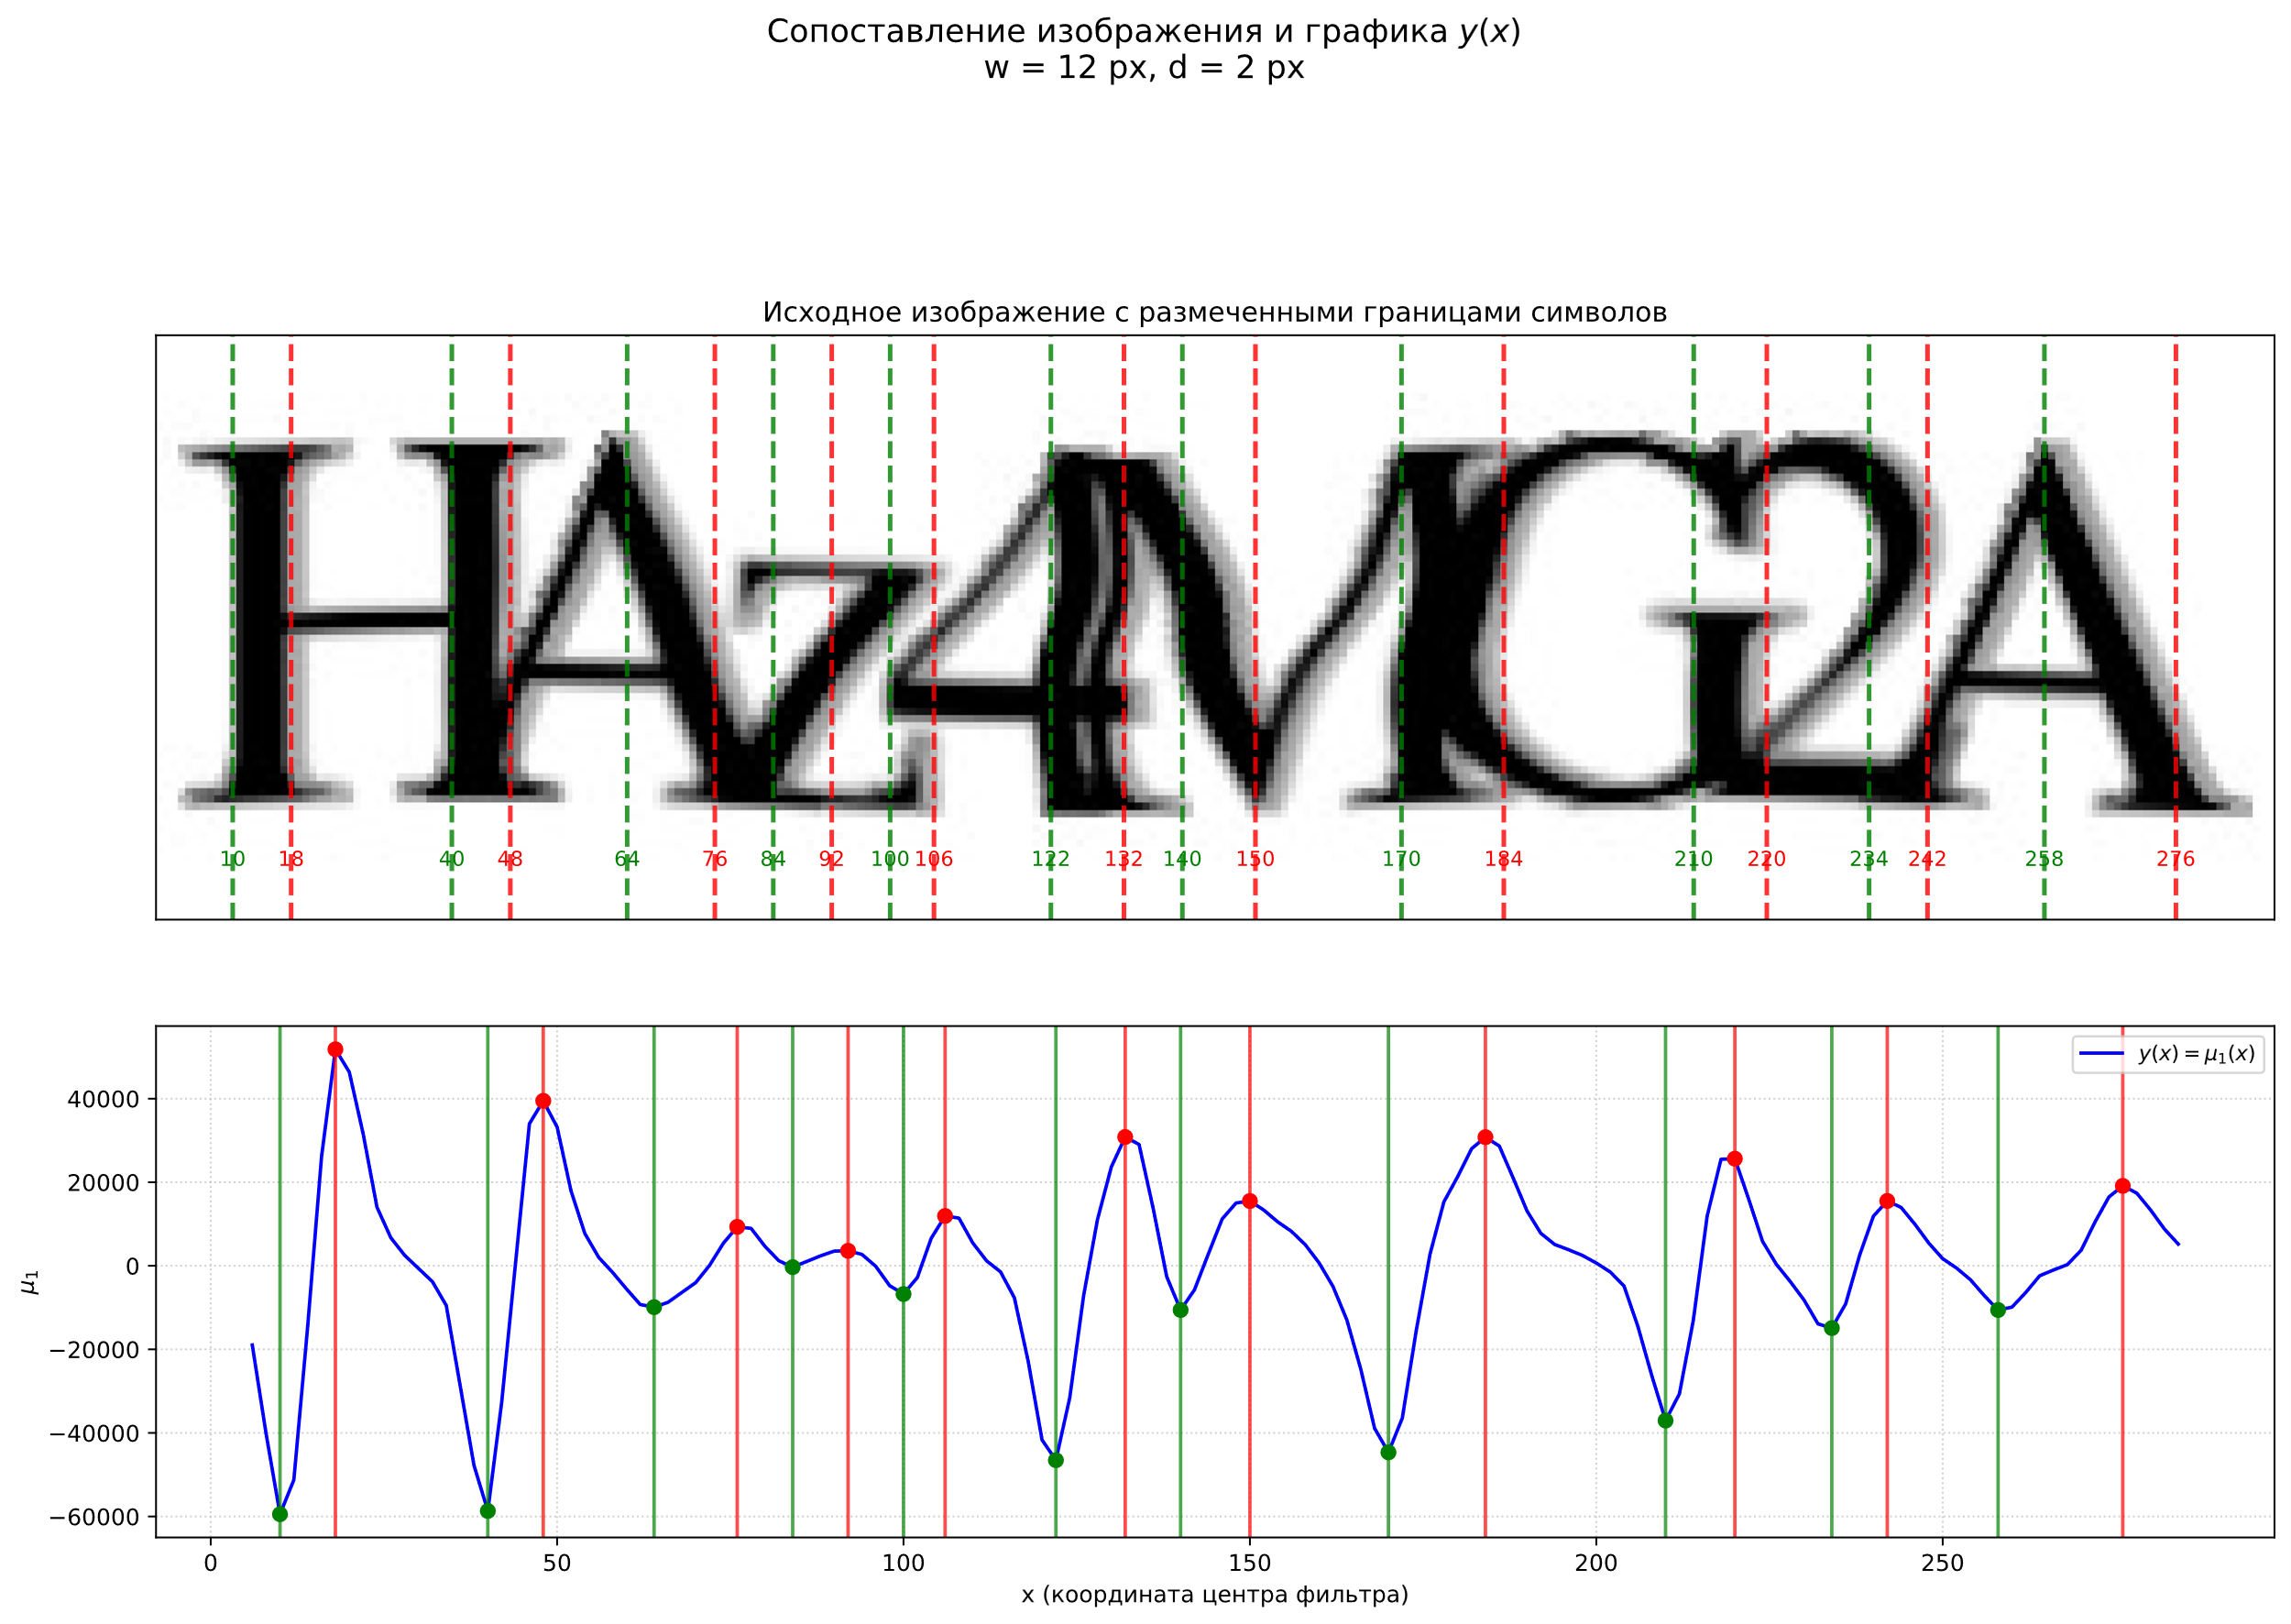 Сопоставление изображения и графика y(x)
w = 12 px, d = 2 px
Исходное изображение с размеченными границами символов
HAz4MG2A
10 18 40 48 64 76 84 92 100 106 122 132 140 150 170 184 210 220 234 242 258 276
y(x) = μ₁(x)
40000
20000
0
−20000
−40000
−60000
μ₁
0 50 100 150 200 250
x (координата центра фильтра)